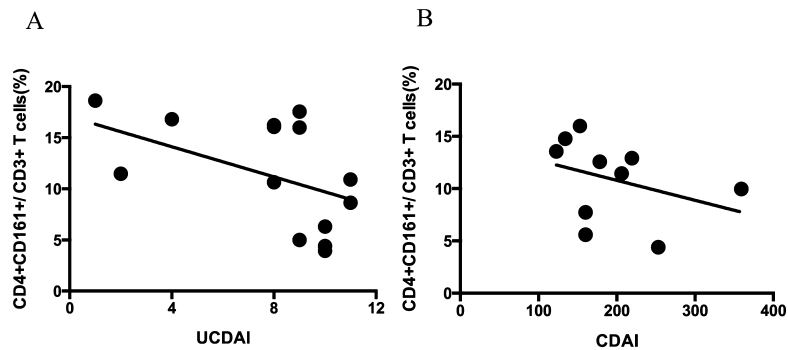 A
CD4+CD161+/ CD3+ T cells(%)
20
15
10
5
0
0 4 8 12
UCDAI
B
CD4+CD161+/ CD3+ T cells(%)
20
15
10
5
0
0 100 200 300 400
CDAI